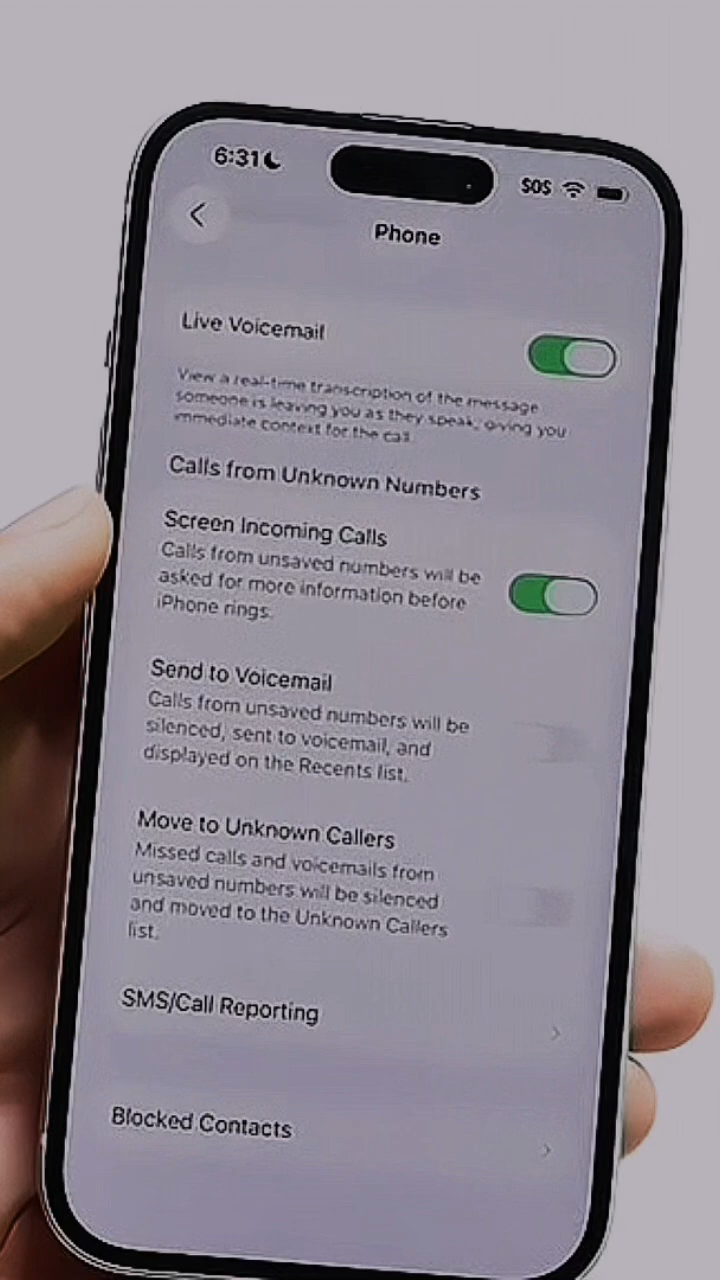 6:31
SOS
Phone
Live Voicemail
View a real-time transcription of the message
someone is leaving you as they speak, giving you
immediate context for the call.
Calls from Unknown Numbers
Screen Incoming Calls
Calls from unsaved numbers will be
asked for more information before
iPhone rings.
Send to Voicemail
Calls from unsaved numbers will be
silenced, sent to voicemail, and
displayed on the Recents list.
Move to Unknown Callers
Missed calls and voicemails from
unsaved numbers will be silenced
and moved to the Unknown Callers
list.
SMS/Call Reporting
Blocked Contacts